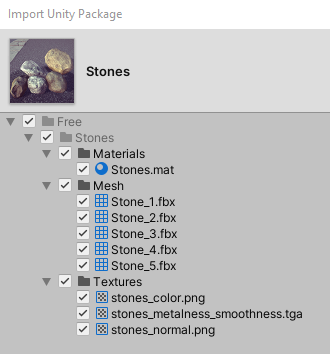 Import Unity Package
Stones
Free
Stones
Materials
Stones.mat
Mesh
Stone_1.fbx
Stone_2.fbx
Stone_3.fbx
Stone_4.fbx
Stone_5.fbx
Textures
stones_color.png
stones_metalness_smoothness.tga
stones_normal.png